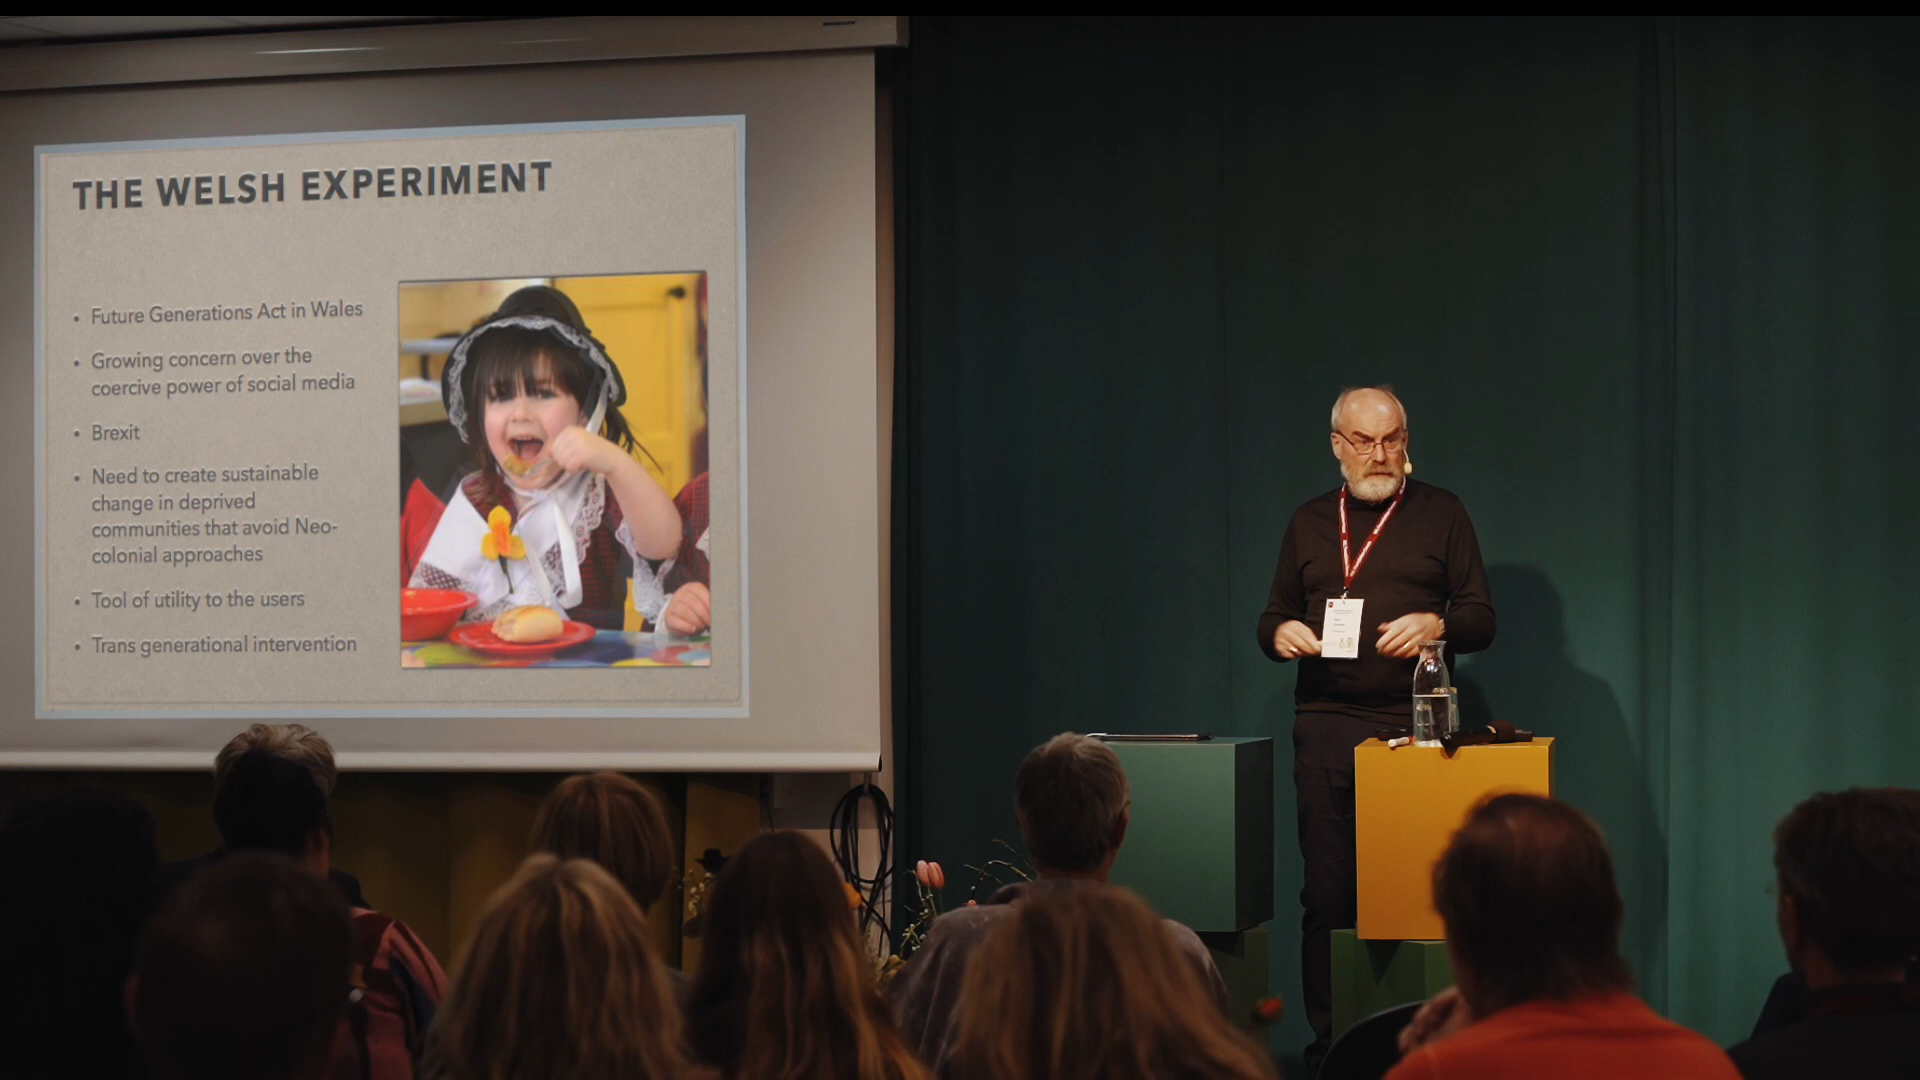 THE WELSH EXPERIMENT
• Future Generations Act in Wales
• Growing concern over the
coercive power of social media
• Brexit
• Need to create sustainable
change in deprived
communities that avoid Neo-
colonial approaches
• Tool of utility to the users
• Trans generational intervention